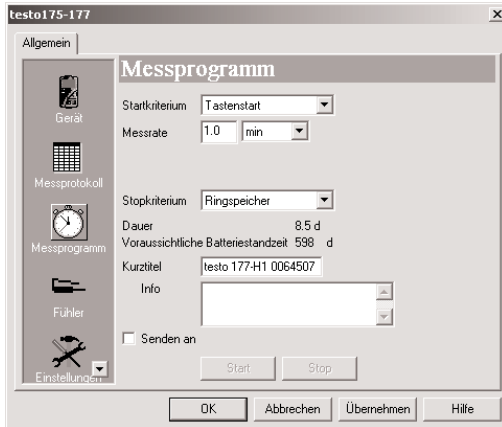 testo175-177
Allgemein
Gerät
Messprotokoll
Messprogramm
Fühler
Einstellungen
Messprogramm
Startkriterium Tastenstart
Messrate 1.0 min
Stopkriterium Ringspeicher
Dauer 8.5 d
Voraussichtliche Batteriestandzeit 598 d
Kurztitel testo 177-H1 0064507
Info
Senden an
Start Stop
OK Abbrechen Übernehmen Hilfe